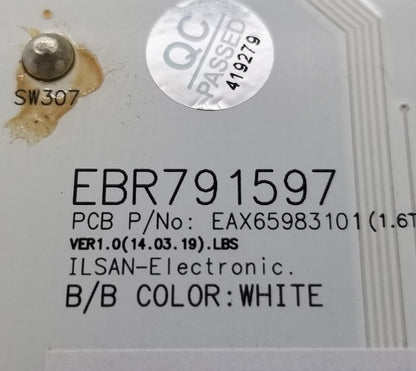 QC
PASSED
419279
SW307
EBR791597
PCB P/No: EAX65983101(1.6T
VER1.0(14.03.19).LBS
ILSAN-Electronic.
B/B COLOR:WHITE